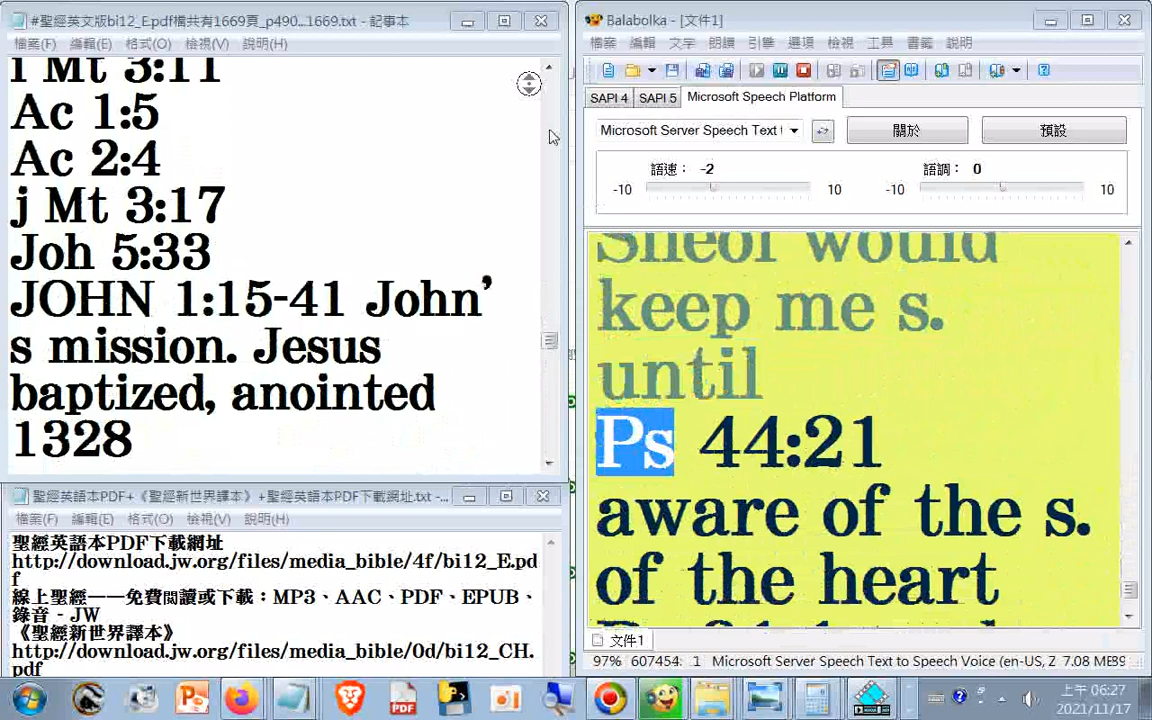 #聖經英文版bi12_E.pdf檔共有1669頁_p490...1669.txt - 記事本
檔案(F) 編輯(E) 格式(O) 檢視(V) 說明(H)
i Mt 3:11
Ac 1:5
Ac 2:4
j Mt 3:17
Joh 5:33
JOHN 1:15-41 John’
s mission. Jesus
baptized, anointed
1328
聖經英語本PDF+《聖經新世界譯本》+聖經英語本PDF下載網址.txt - ...
檔案(F) 編輯(E) 格式(O) 檢視(V) 說明(H)
聖經英語本PDF下載網址
http://download.jw.org/files/media_bible/4f/bi12_E.pd
f
線上聖經——免費閱讀或下載：MP3、AAC、PDF、EPUB、
錄音 - JW
《聖經新世界譯本》
http://download.jw.org/files/media_bible/0d/bi12_CH.
pdf
Balabolka - [文件1]
檔案 編輯 文字 朗讀 引擎 選項 檢視 工具 書籤 說明
SAPI 4 SAPI 5 Microsoft Speech Platform
Microsoft Server Speech Text 關於 預設
語速： -2 語調： 0
-10 10 -10 10
Sheol would
keep me s.
until
Ps 44:21
aware of the s.
of the heart
文件1
97% 607454: 1 Microsoft Server Speech Text to Speech Voice (en-US, Z 7.08 MB
上午 06:27
2021/11/17